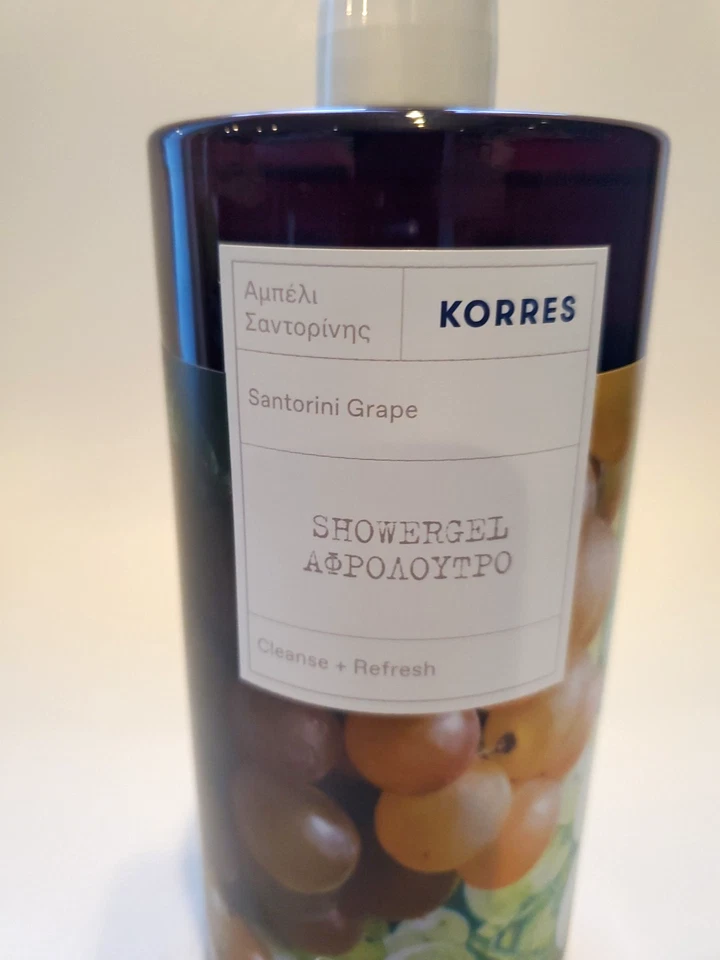 Αμπέλι
Σαντορίνης
KORRES
Santorini Grape
SHOWERGEL
ΑΦΡΟΛΟΥΤΡΟ
Cleanse + Refresh